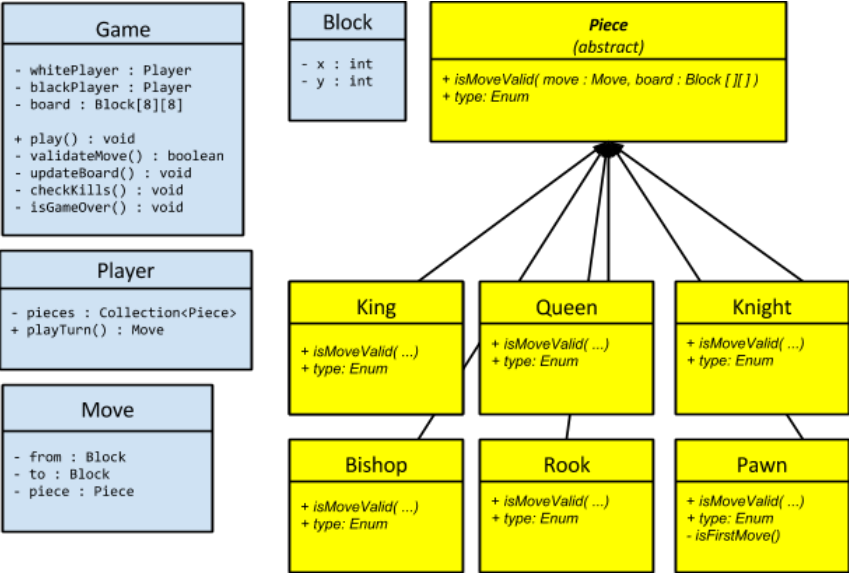 Game
- whitePlayer : Player
- blackPlayer : Player
- board : Block[8][8]
+ play() : void
- validateMove() : boolean
- updateBoard() : void
- checkKills() : void
- isGameOver() : void
Block
- x : int
- y : int
Piece
(abstract)
+ isMoveValid( move : Move, board : Block [ ][ ] )
+ type: Enum
Player
- pieces : Collection<Piece>
+ playTurn() : Move
Move
- from : Block
- to : Block
- piece : Piece
King
+ isMoveValid( ...)
+ type: Enum
Queen
+ isMoveValid( ...)
+ type: Enum
Knight
+ isMoveValid( ...)
+ type: Enum
Bishop
+ isMoveValid( ...)
+ type: Enum
Rook
+ isMoveValid( ...)
+ type: Enum
Pawn
+ isMoveValid( ...)
+ type: Enum
- isFirstMove()